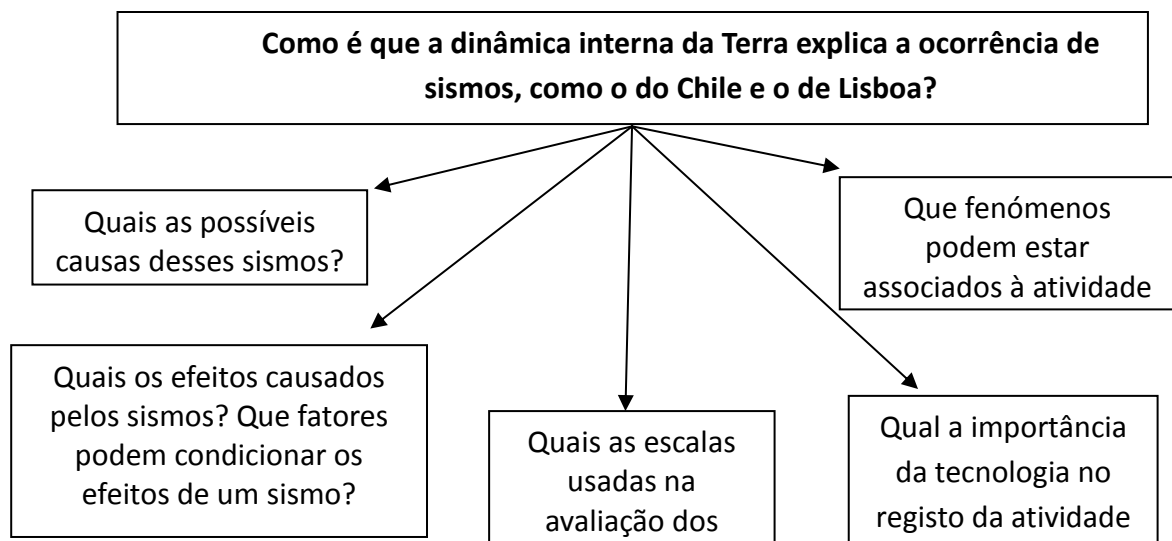 Como é que a dinâmica interna da Terra explica a ocorrência de
sismos, como o do Chile e o de Lisboa?
Quais as possíveis
causas desses sismos?
Que fenómenos
podem estar
associados à atividade
Quais os efeitos causados
pelos sismos? Que fatores
podem condicionar os
efeitos de um sismo?
Quais as escalas
usadas na
avaliação dos
Qual a importância
da tecnologia no
registo da atividade